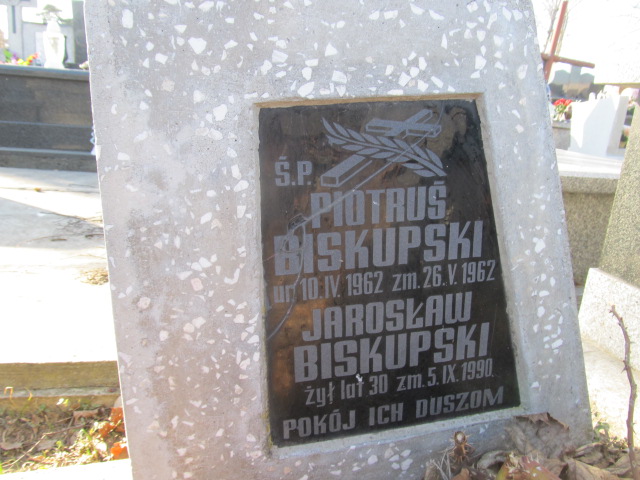 Ś.P.
PIOTRUŚ
BISKUPSKI
ur. 10.IV.1962 zm. 26.V.1962
JAROSŁAW
BISKUPSKI
żył lat 30 zm. 5.IX.1990
POKÓJ ICH DUSZOM